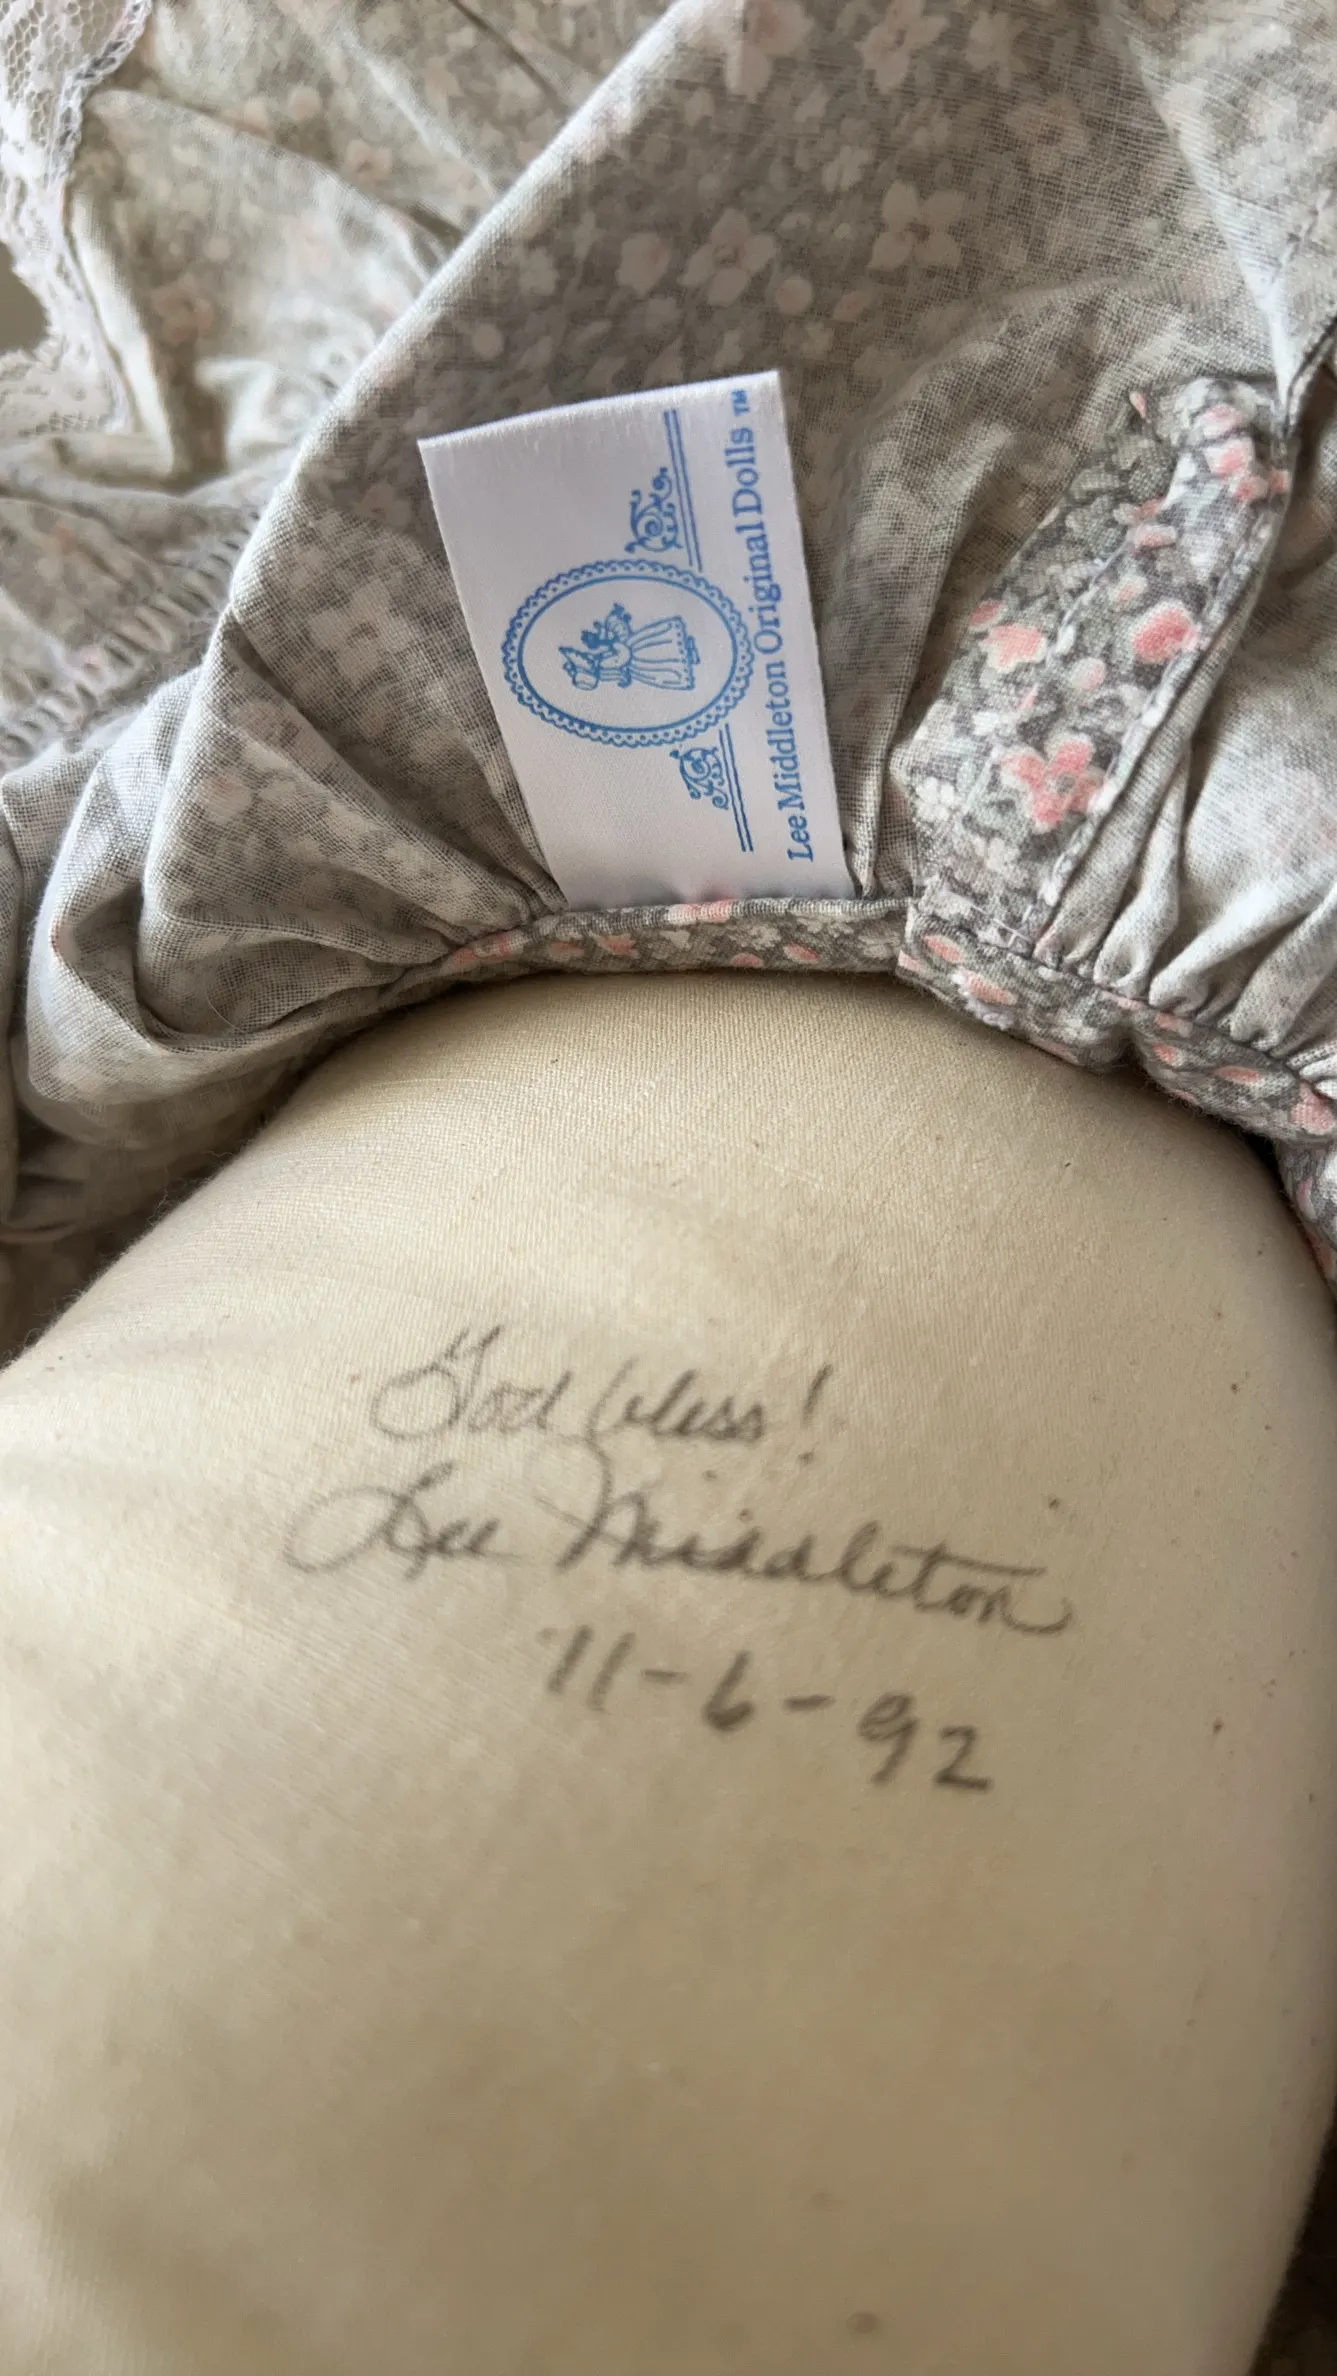 Lee Middleton Original Dolls ™
God bless!
Lee Middleton
11-6-92